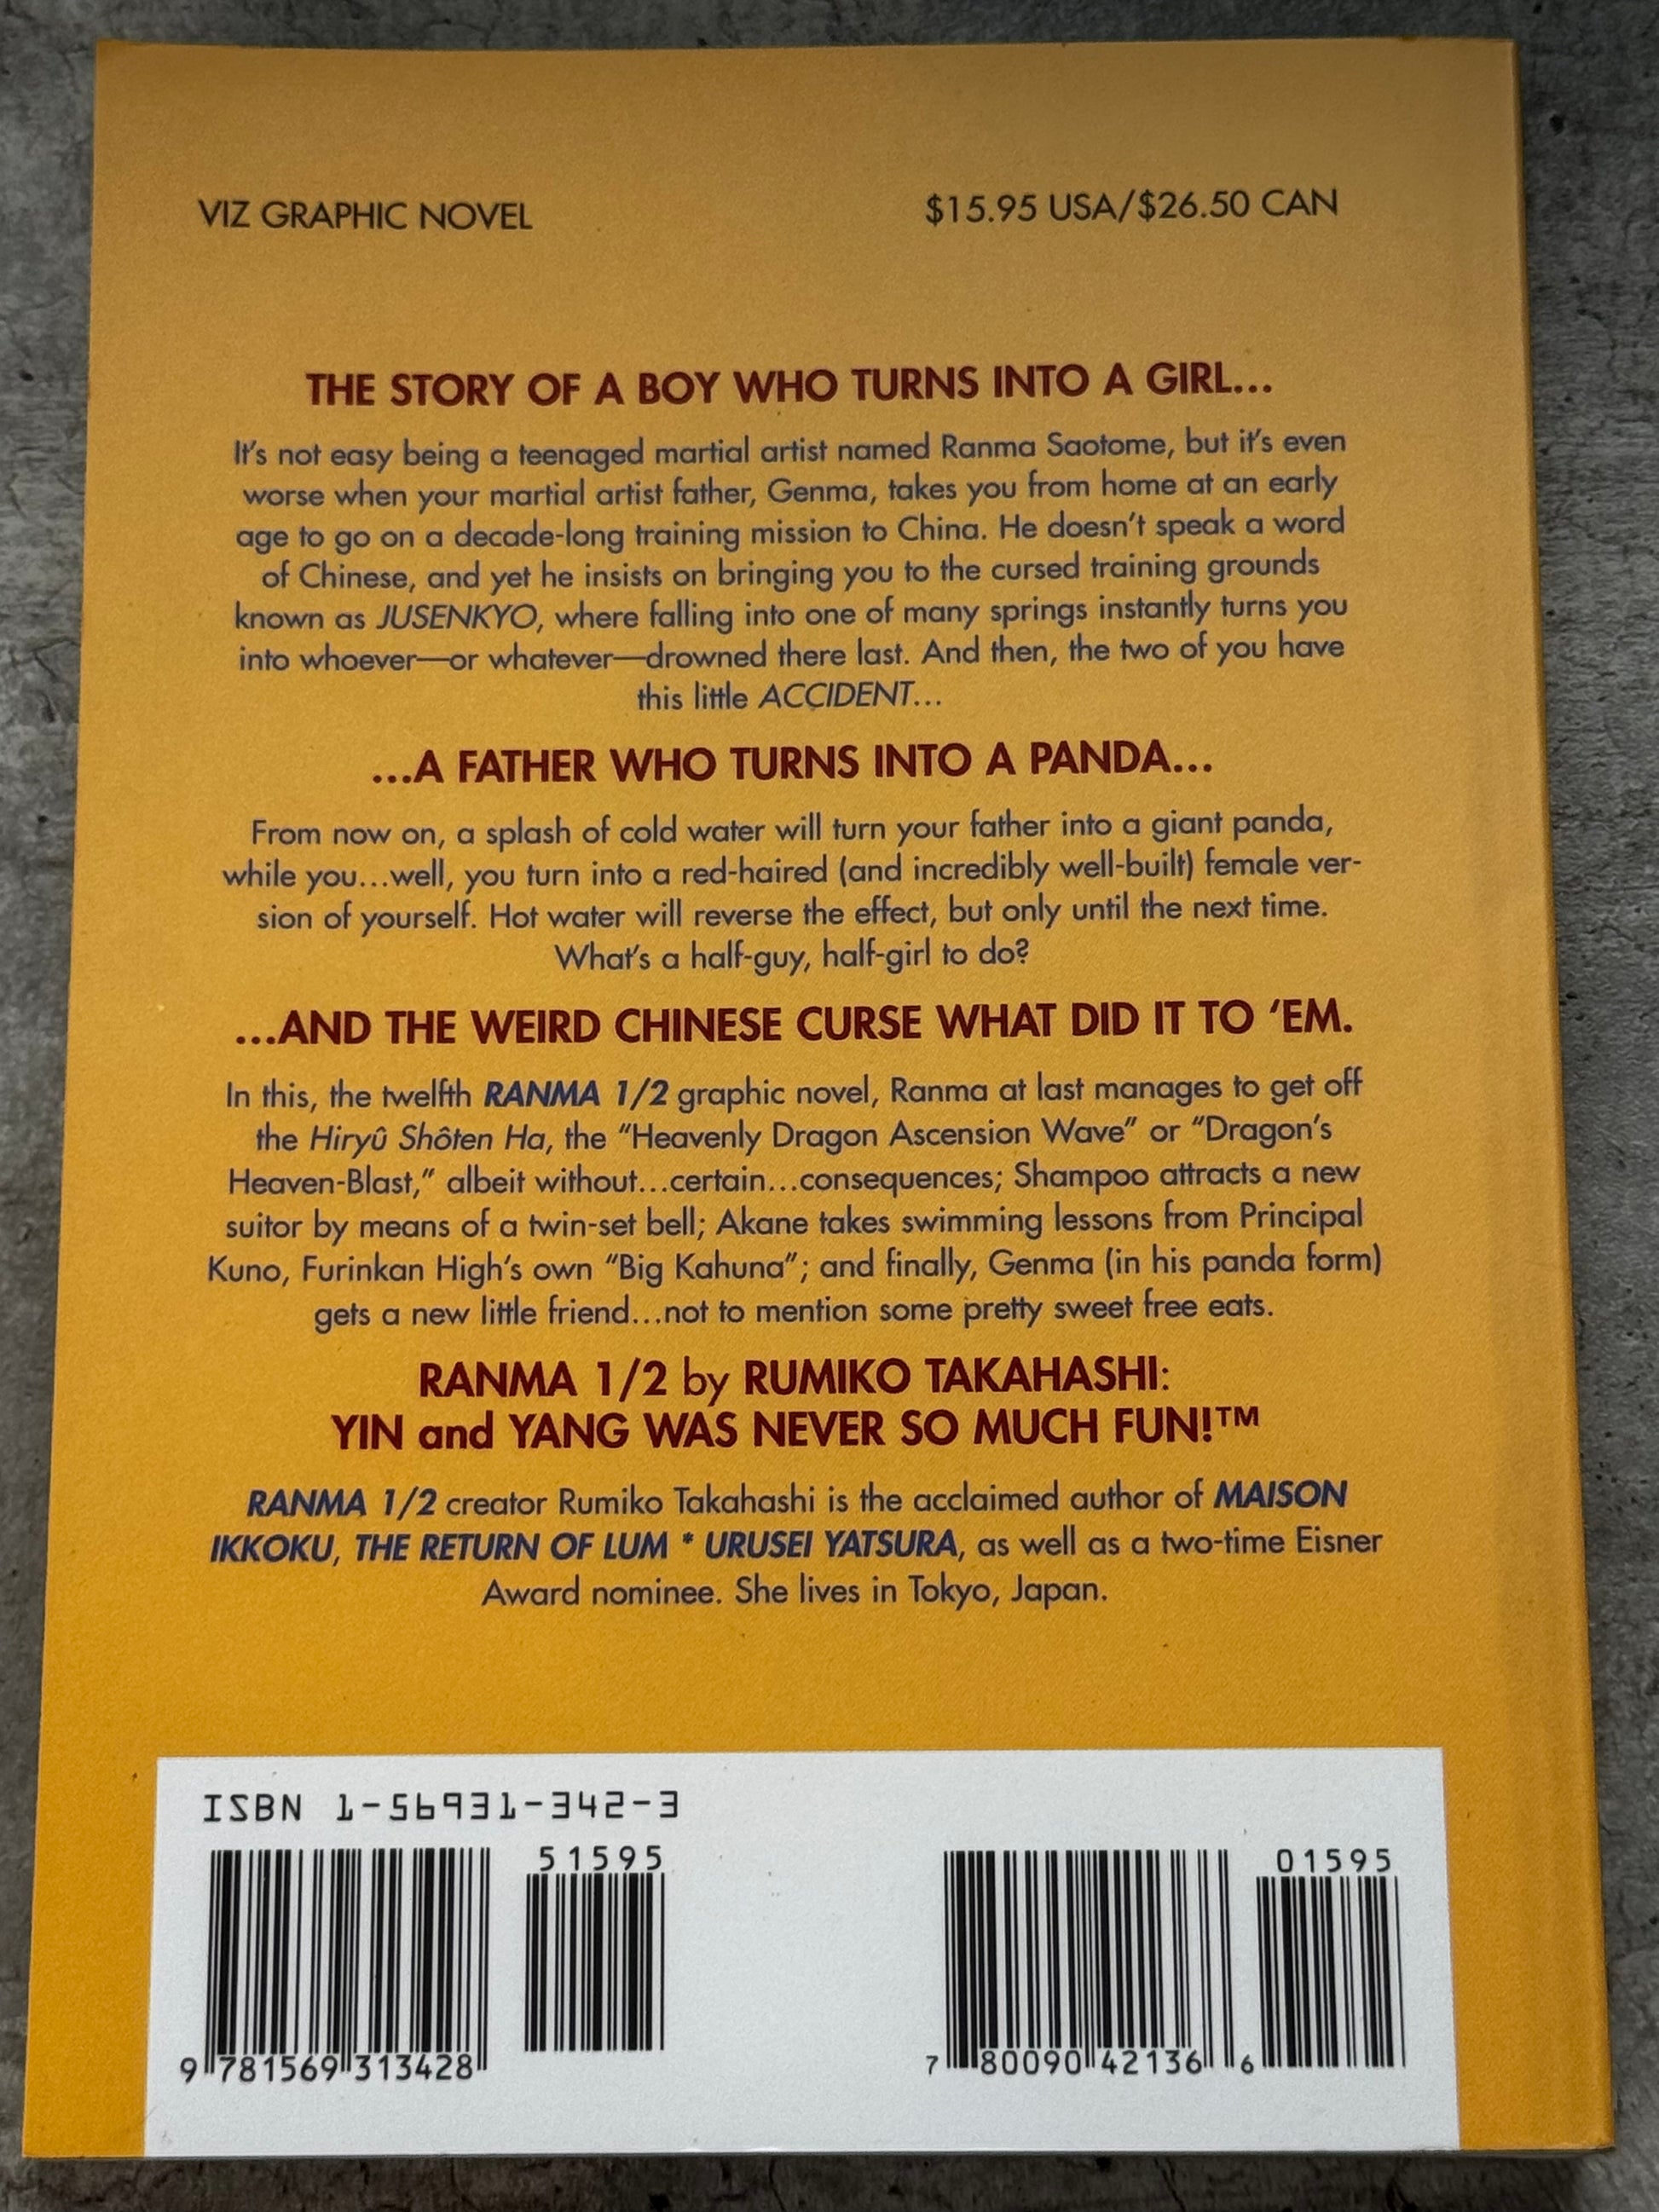 VIZ GRAPHIC NOVEL
$15.95 USA/$26.50 CAN
THE STORY OF A BOY WHO TURNS INTO A GIRL...
It's not easy being a teenaged martial artist named Ranma Saotome, but it's even
worse when your martial artist father, Genma, takes you from home at an early
age to go on a decade-long training mission to China. He doesn't speak a word
of Chinese, and yet he insists on bringing you to the cursed training grounds
known as JUSENKYO, where falling into one of many springs instantly turns you
into whoever—or whatever—drowned there last. And then, the two of you have
this little ACCIDENT...
...A FATHER WHO TURNS INTO A PANDA...
From now on, a splash of cold water will turn your father into a giant panda,
while you...well, you turn into a red-haired (and incredibly well-built) female ver-
sion of yourself. Hot water will reverse the effect, but only until the next time.
What's a half-guy, half-girl to do?
...AND THE WEIRD CHINESE CURSE WHAT DID IT TO ‘EM.
In this, the twelfth RANMA 1/2 graphic novel, Ranma at last manages to get off
the Hiryû Shôten Ha, the “Heavenly Dragon Ascension Wave” or “Dragon's
Heaven-Blast,” albeit without...certain...consequences; Shampoo attracts a new
suitor by means of a twin-set bell; Akane takes swimming lessons from Principal
Kuno, Furinkan High's own “Big Kahuna”; and finally, Genma (in his panda form)
gets a new little friend...not to mention some pretty sweet free eats.
RANMA 1/2 by RUMIKO TAKAHASHI:
YIN and YANG WAS NEVER SO MUCH FUN!™
RANMA 1/2 creator Rumiko Takahashi is the acclaimed author of MAISON
IKKOKU, THE RETURN OF LUM * URUSEI YATSURA, as well as a two-time Eisner
Award nominee. She lives in Tokyo, Japan.
ISBN 1-56931-342-3
51595
9 781569 313428
01595
7 80090 42136 6